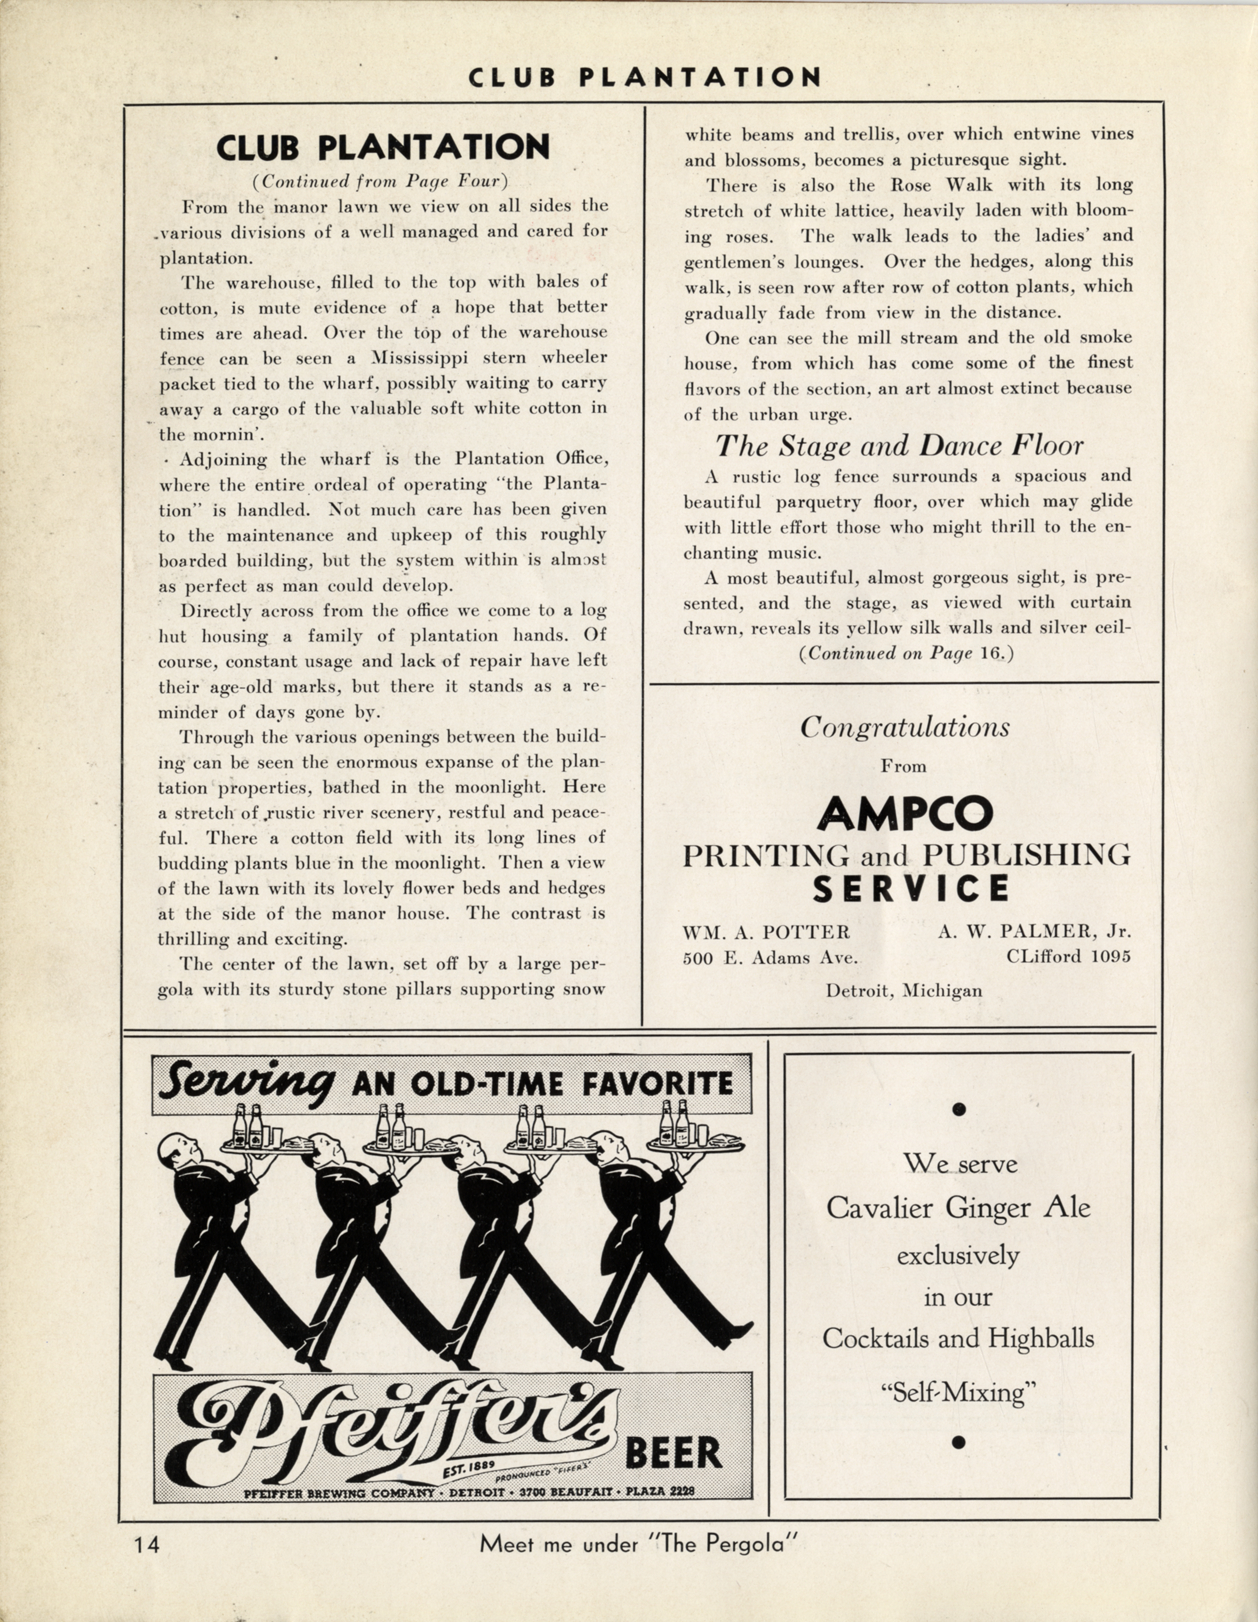 CLUB PLANTATION
CLUB PLANTATION
(Continued from Page Four)
From the manor lawn we view on all sides the
various divisions of a well managed and cared for
plantation.
The warehouse, filled to the top with bales of
cotton, is mute evidence of a hope that better
times are ahead. Over the top of the warehouse
fence can be seen a Mississippi stern wheeler
packet tied to the wharf, possibly waiting to carry
away a cargo of the valuable soft white cotton in
the mornin'.
Adjoining the wharf is the Plantation Office,
where the entire ordeal of operating "the Planta-
tion" is handled. Not much care has been given
to the maintenance and upkeep of this roughly
boarded building, but the system within is almost
as perfect as man could develop.
Directly across from the office we come to a log
hut housing a family of plantation hands. Of
course, constant usage and lack of repair have left
their age-old marks, but there it stands as a re-
minder of days gone by.
Through the various openings between the build-
ing can be seen the enormous expanse of the plan-
tation properties, bathed in the moonlight. Here
a stretch of rustic river scenery, restful and peace-
ful. There a cotton field with its long lines of
budding plants blue in the moonlight. Then a view
of the lawn with its lovely flower beds and hedges
at the side of the manor house. The contrast is
thrilling and exciting.
The center of the lawn, set off by a large per-
gola with its sturdy stone pillars supporting snow
white beams and trellis, over which entwine vines
and blossoms, becomes a picturesque sight.
There is also the Rose Walk with its long
stretch of white lattice, heavily laden with bloom-
ing roses. The walk leads to the ladies' and
gentlemen's lounges. Over the hedges, along this
walk, is seen row after row of cotton plants, which
gradually fade from view in the distance.
One can see the mill stream and the old smoke
house, from which has come some of the finest
flavors of the section, an art almost extinct because
of the urban urge.
The Stage and Dance Floor
A rustic log fence surrounds a spacious and
beautiful parquetry floor, over which may glide
with little effort those who might thrill to the en-
chanting music.
A most beautiful, almost gorgeous sight, is pre-
sented, and the stage, as viewed with curtain
drawn, reveals its yellow silk walls and silver ceil-
(Continued on Page 16.)
Congratulations
From
AMPCO
PRINTING and PUBLISHING
SERVICE
WM. A. POTTER A. W. PALMER, Jr.
500 E. Adams Ave. CLifford 1095
Detroit, Michigan
Serving AN OLD-TIME FAVORITE
Pfeiffer's BEER
EST. 1889
PRONOUNCED "FIFER'S"
PFEIFFER BREWING COMPANY · DETROIT · 3700 BEAUFAIT · PLAZA 2228
We serve
Cavalier Ginger Ale
exclusively
in our
Cocktails and Highballs
"Self-Mixing"
14 Meet me under "The Pergola"